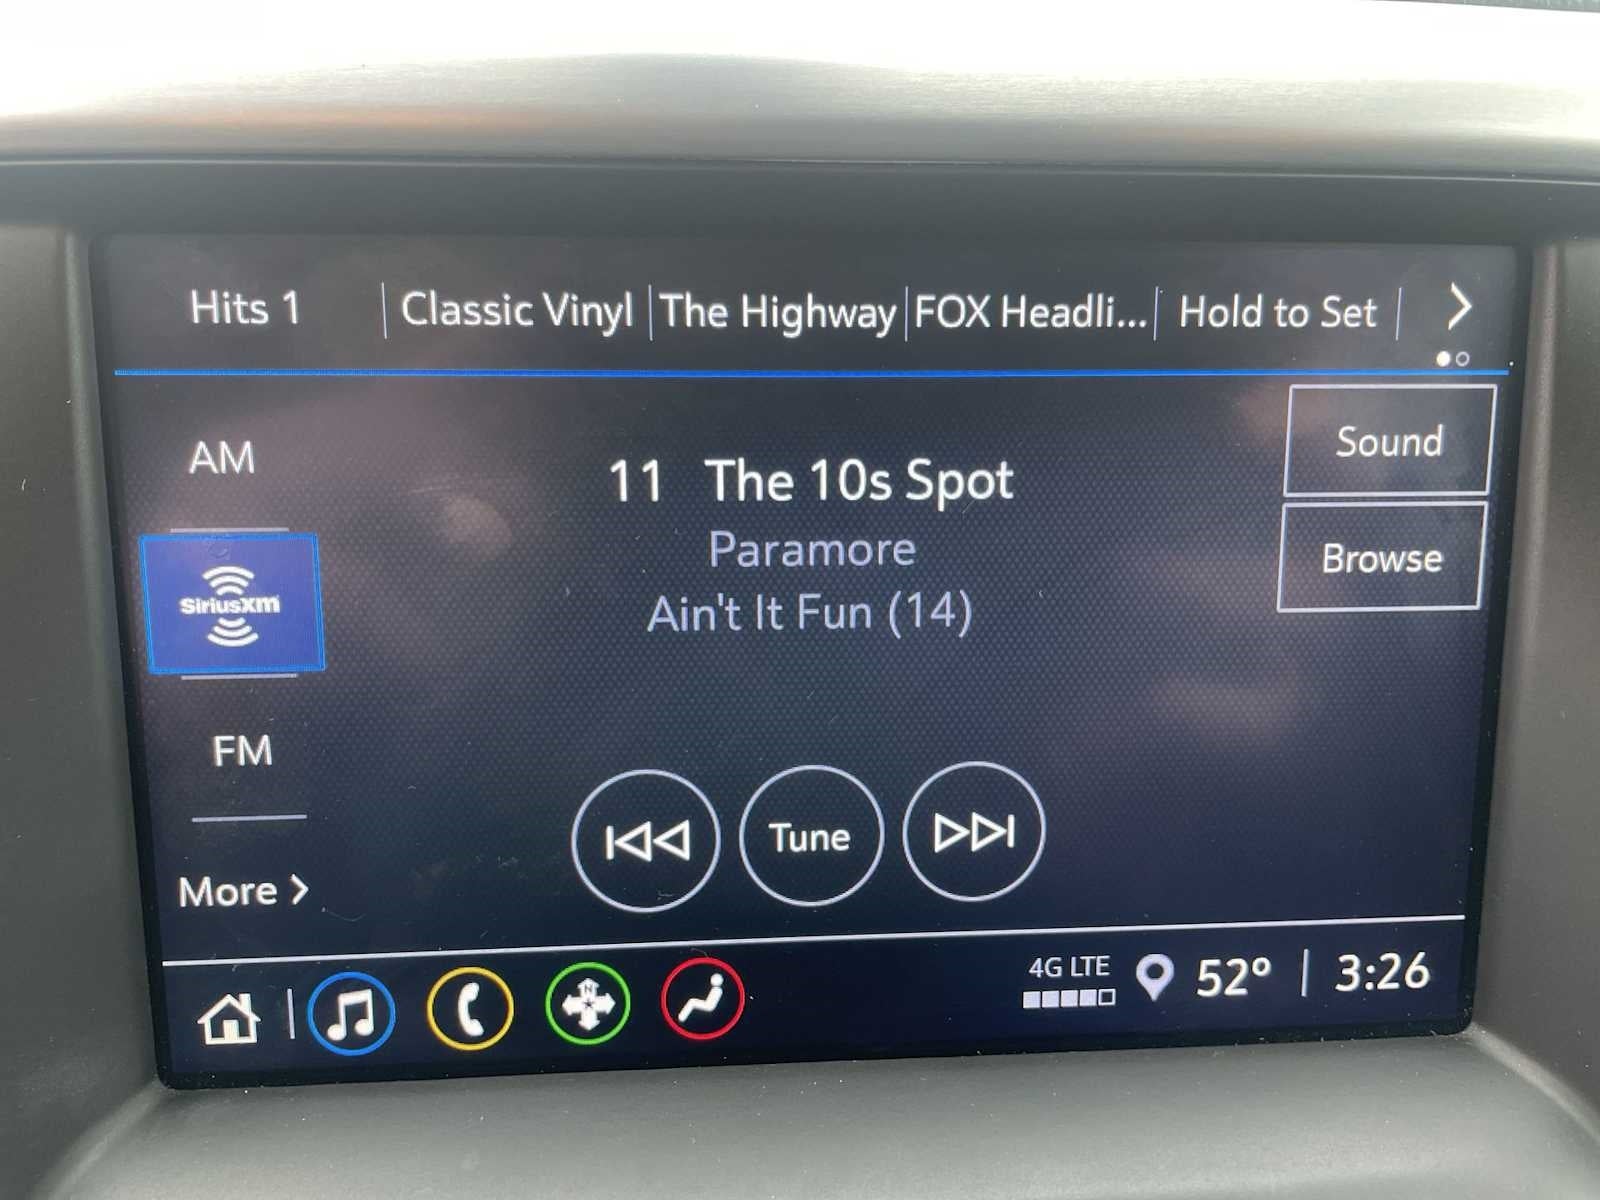 Hits 1 Classic Vinyl The Highway FOX Headli... Hold to Set
AM
11 The 10s Spot
Sound
Paramore
Browse
SiriusXM
Ain't It Fun (14)
FM
Tune
More
4G LTE
52° 3:26
N